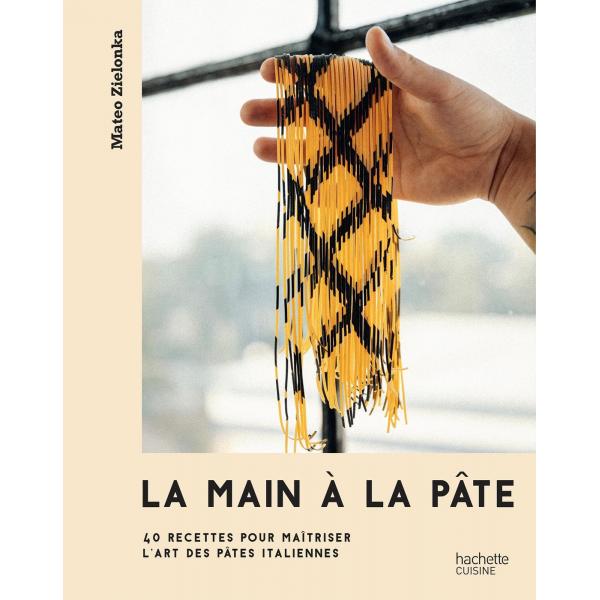 Mateo Zielonka
LA MAIN À LA PÂTE
40 RECETTES POUR MAÎTRISER
L'ART DES PÂTES ITALIENNES
hachette
CUISINE